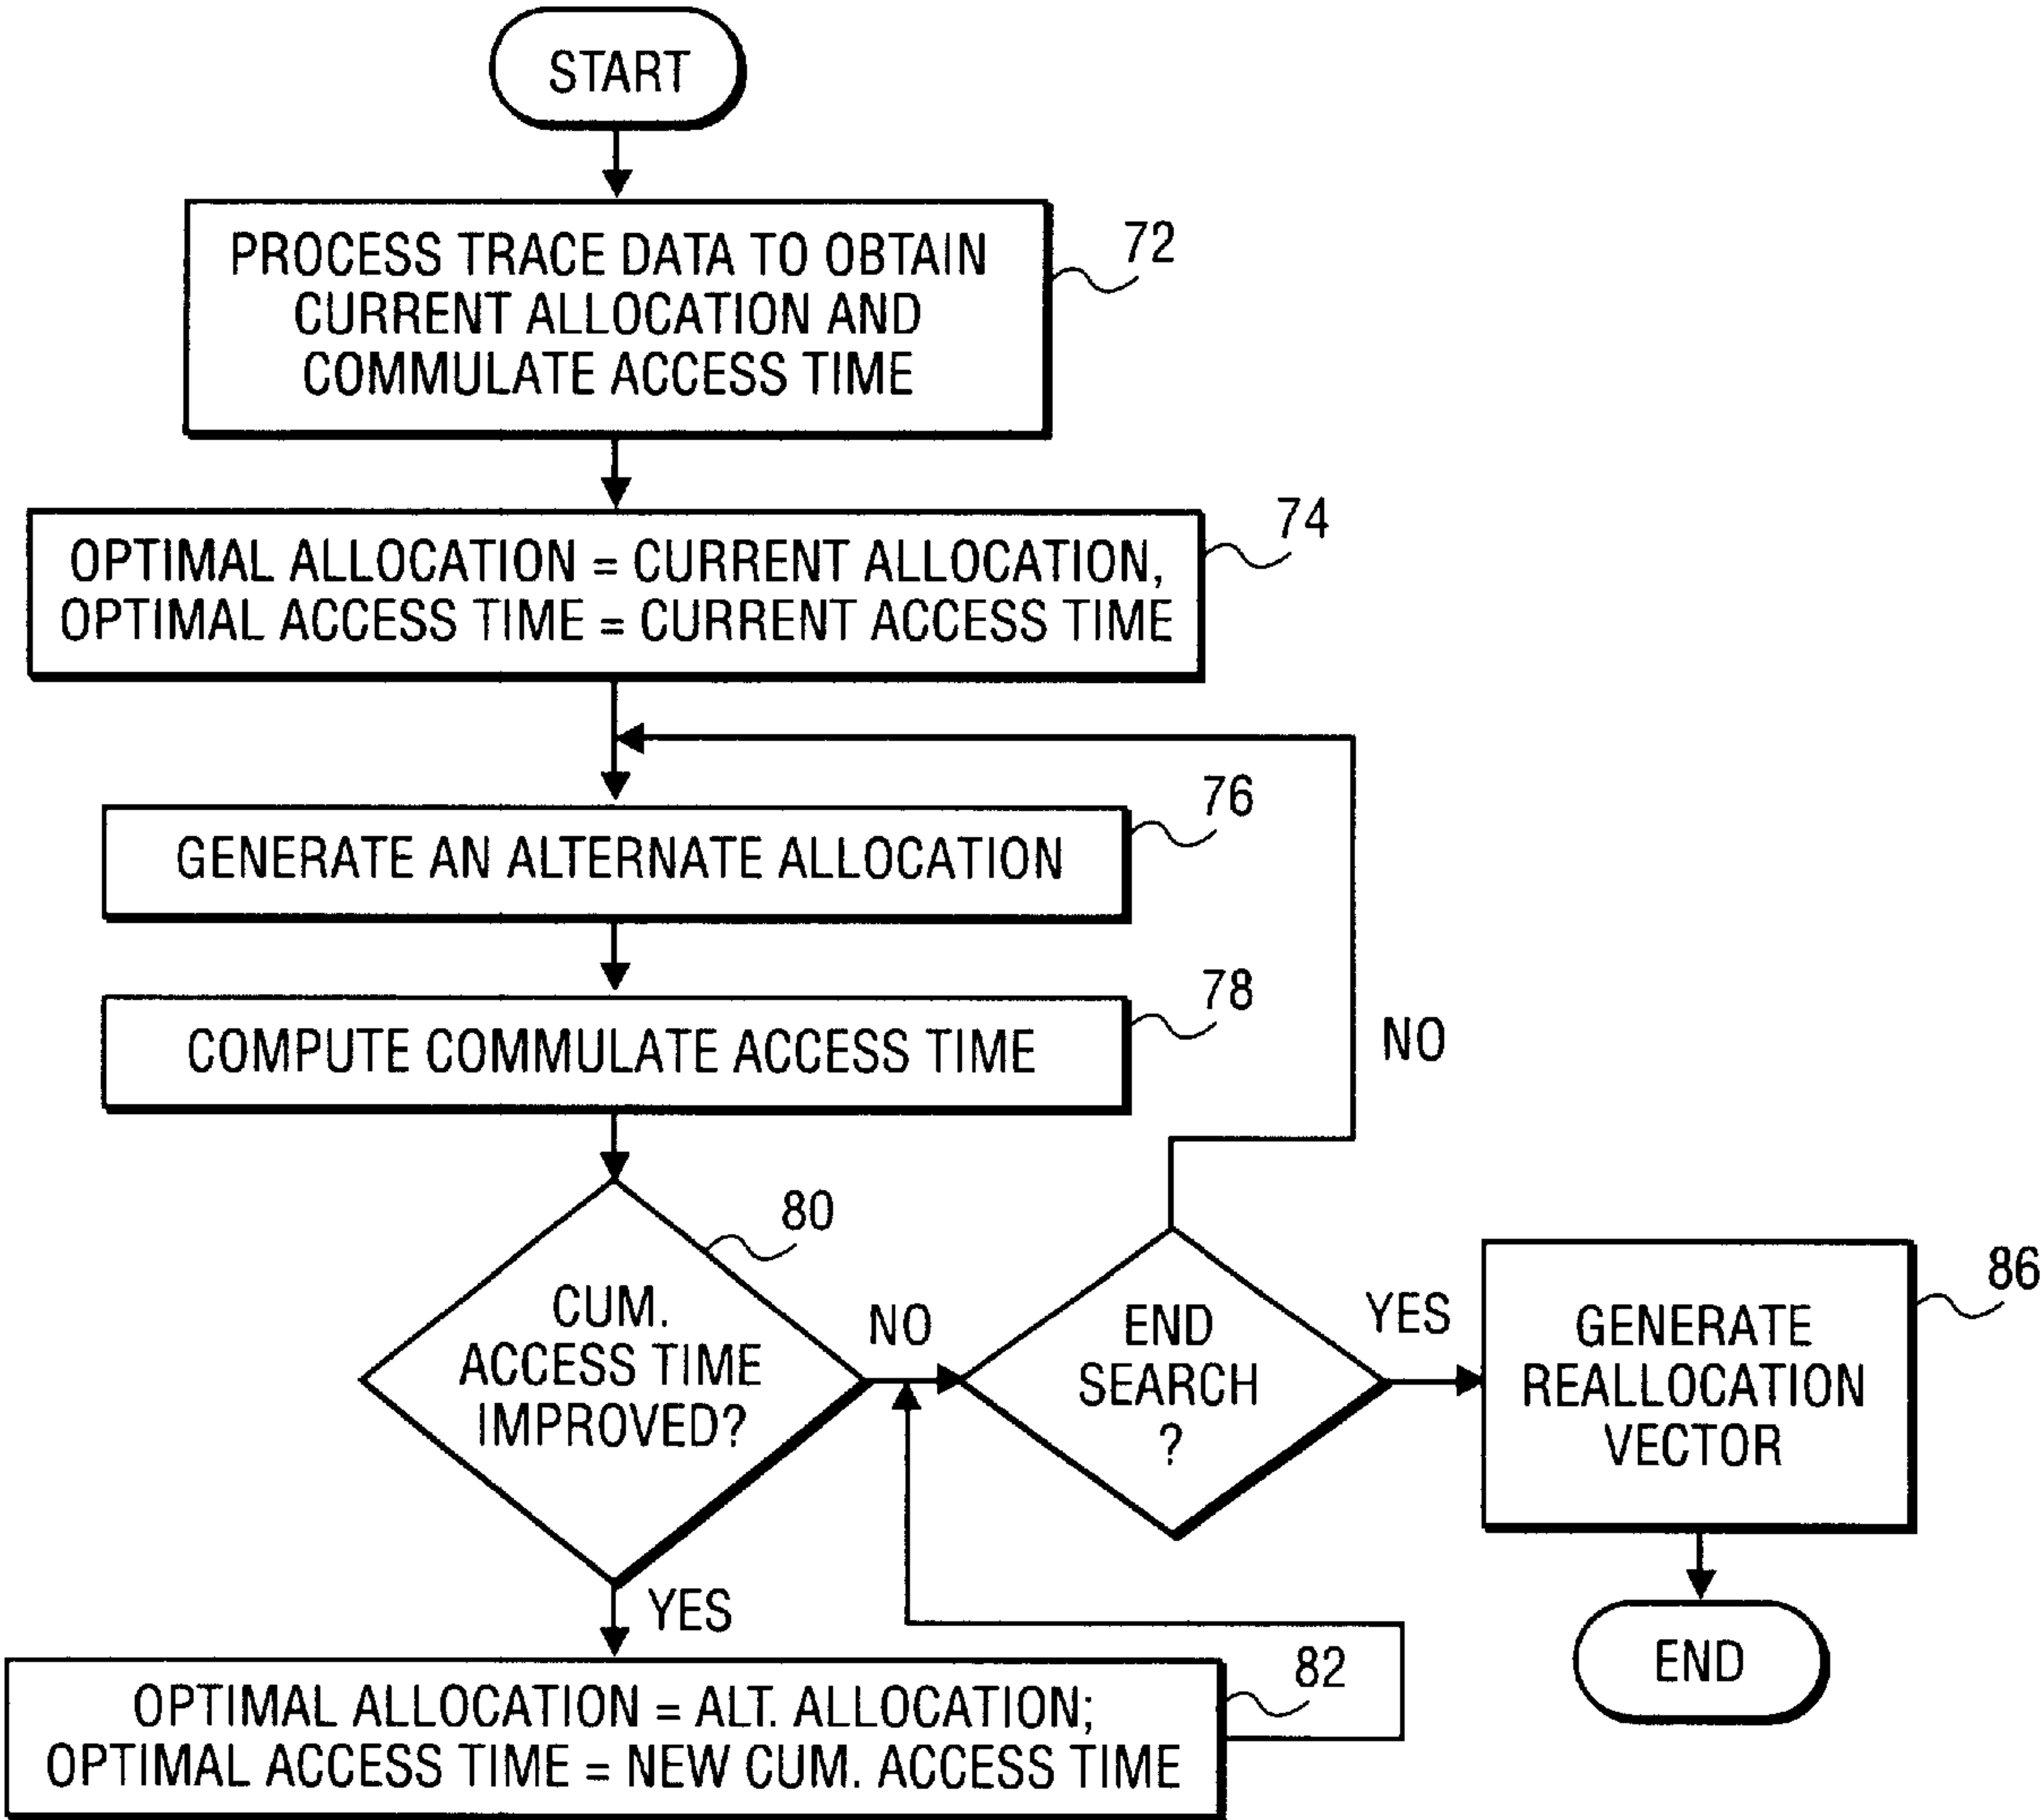 START
PROCESS TRACE DATA TO OBTAIN
CURRENT ALLOCATION AND
COMMULATE ACCESS TIME
72
OPTIMAL ALLOCATION = CURRENT ALLOCATION,
OPTIMAL ACCESS TIME = CURRENT ACCESS TIME
74
GENERATE AN ALTERNATE ALLOCATION
76
COMPUTE COMMULATE ACCESS TIME
78
NO
CUM.
ACCESS TIME
IMPROVED?
80
NO
END
SEARCH
?
YES
GENERATE
REALLOCATION
VECTOR
86
YES
OPTIMAL ALLOCATION = ALT. ALLOCATION;
OPTIMAL ACCESS TIME = NEW CUM. ACCESS TIME
82
END